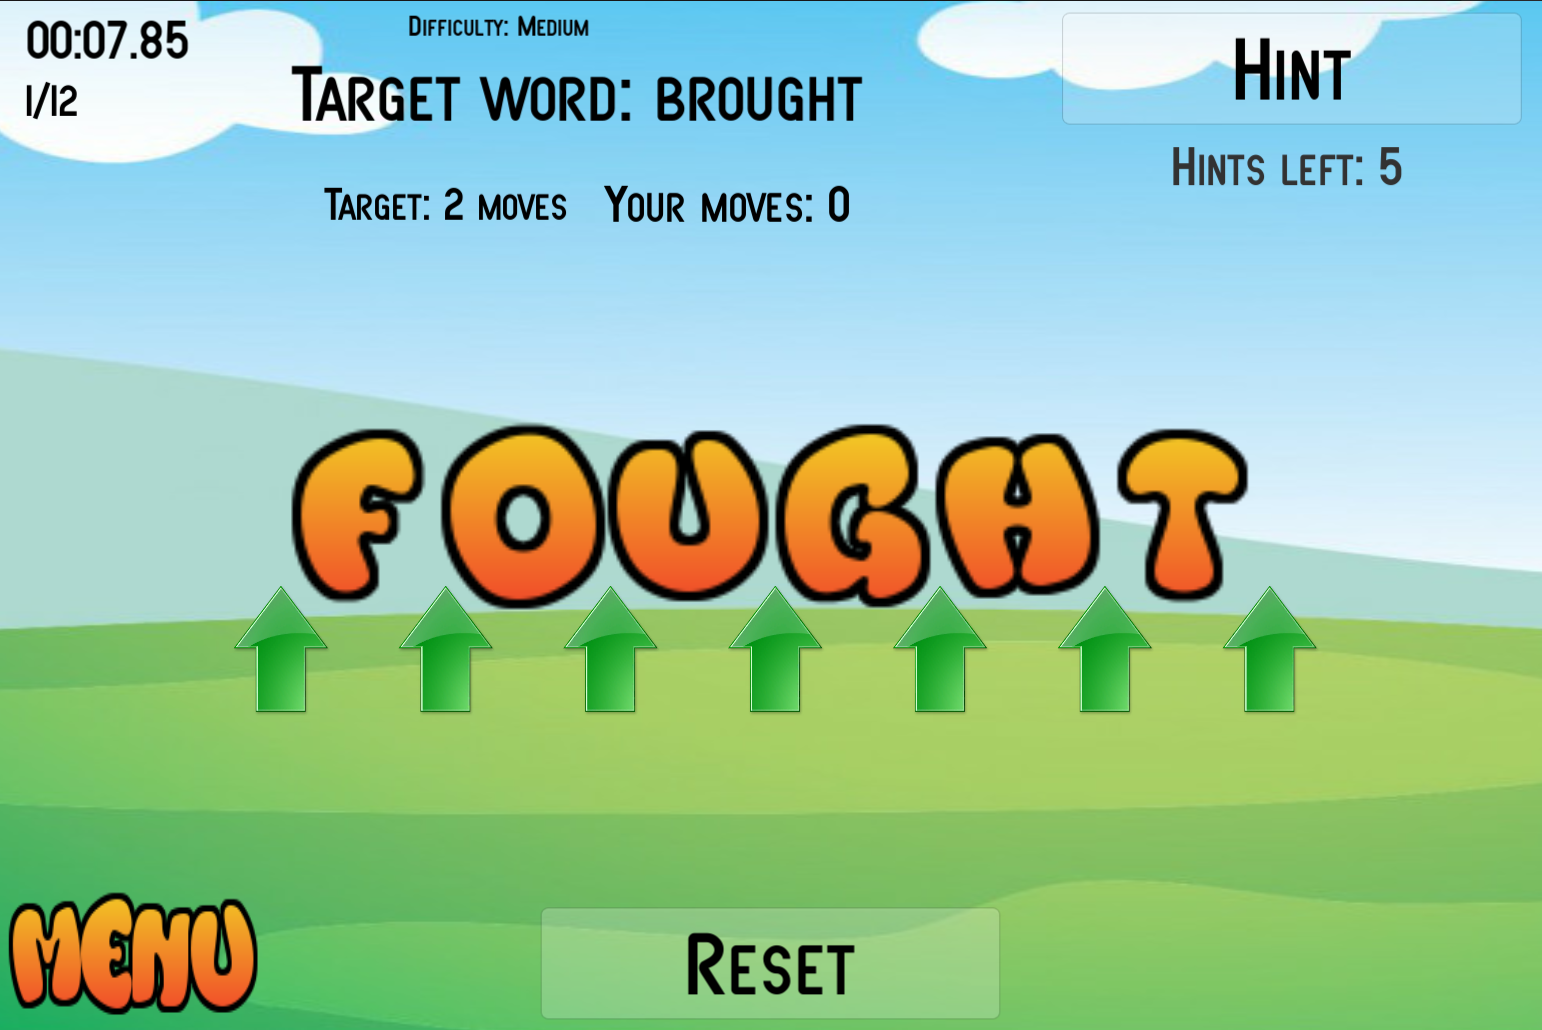 00:07.85
1/12
Difficulty: Medium
Target word: brought
Target: 2 moves Your moves: 0
Hint
Hints left: 5
FOUGHT
MENU
Reset